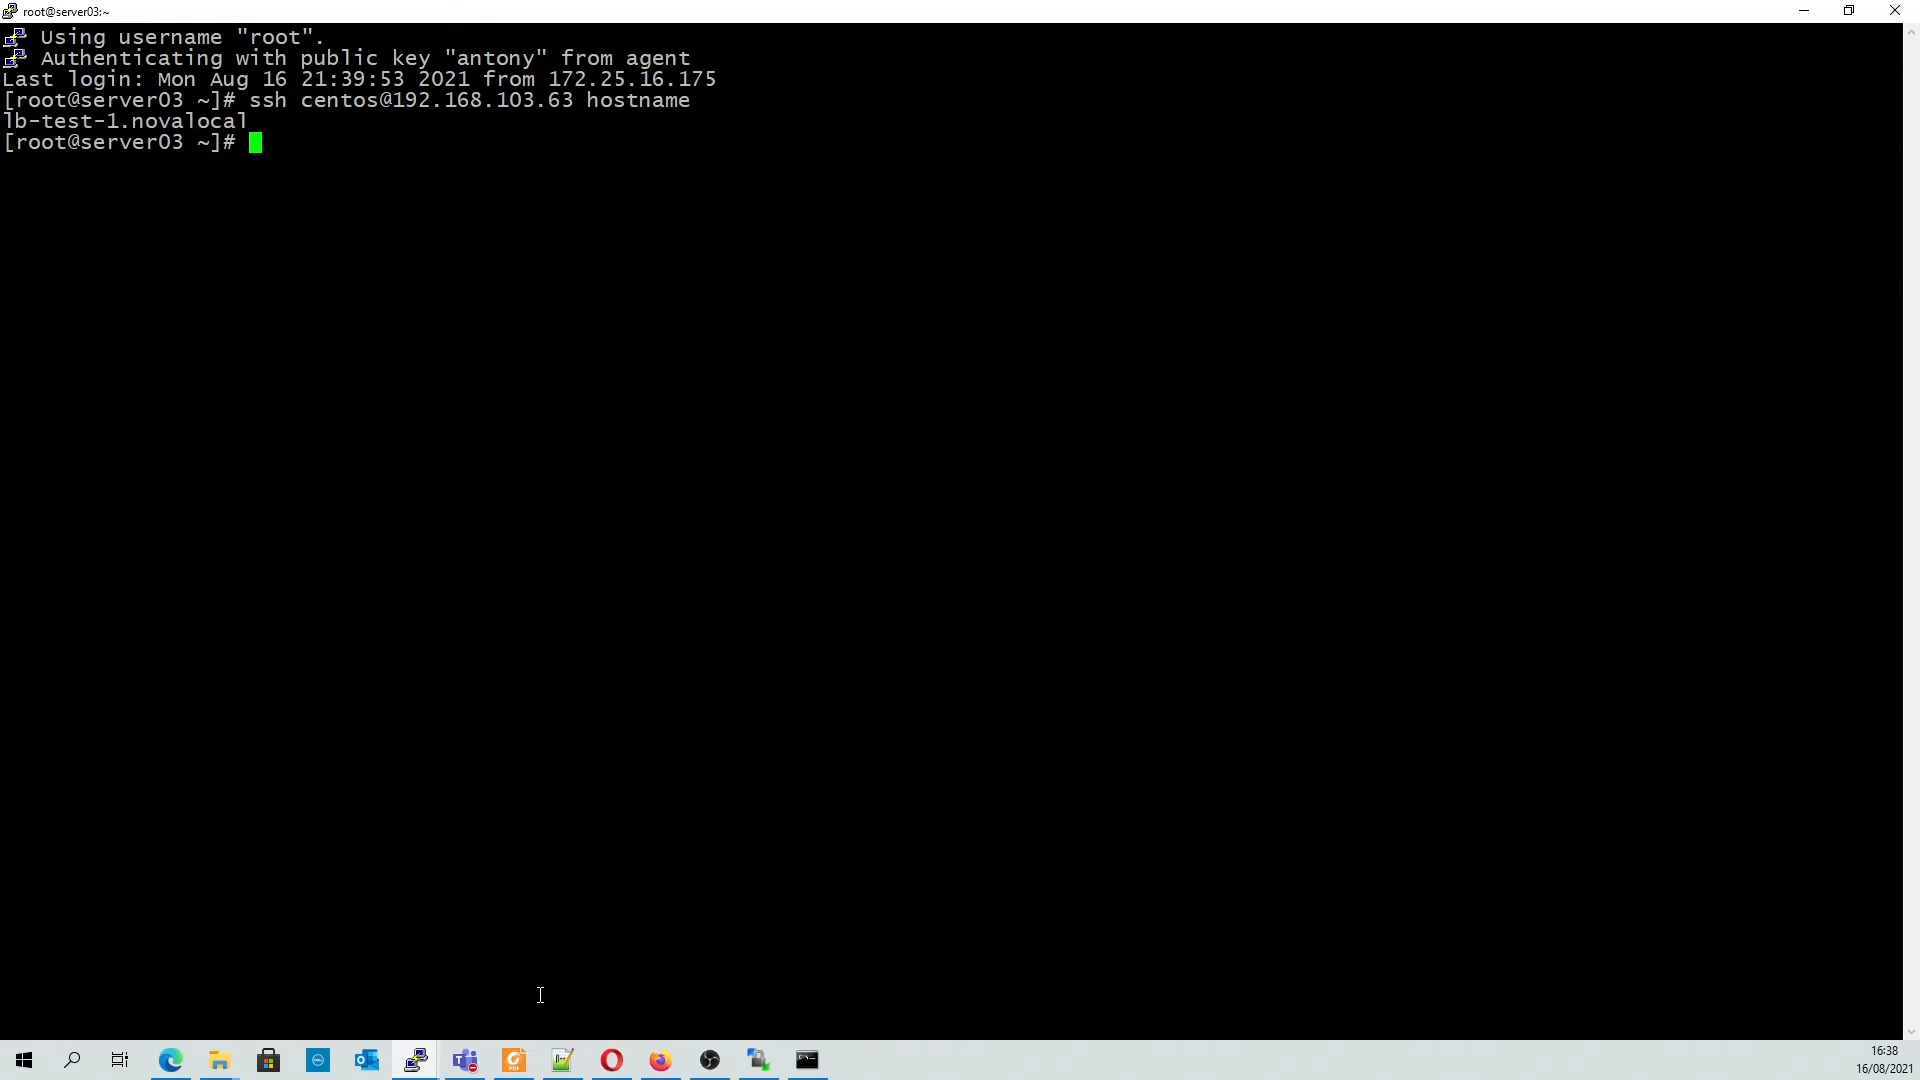 root@server03:~
Using username "root".
Authenticating with public key "antony" from agent
Last login: Mon Aug 16 21:39:53 2021 from 172.25.16.175
[root@server03 ~]# ssh centos@192.168.103.63 hostname
lb-test-1.novalocal
[root@server03 ~]#
16:38
16/08/2021